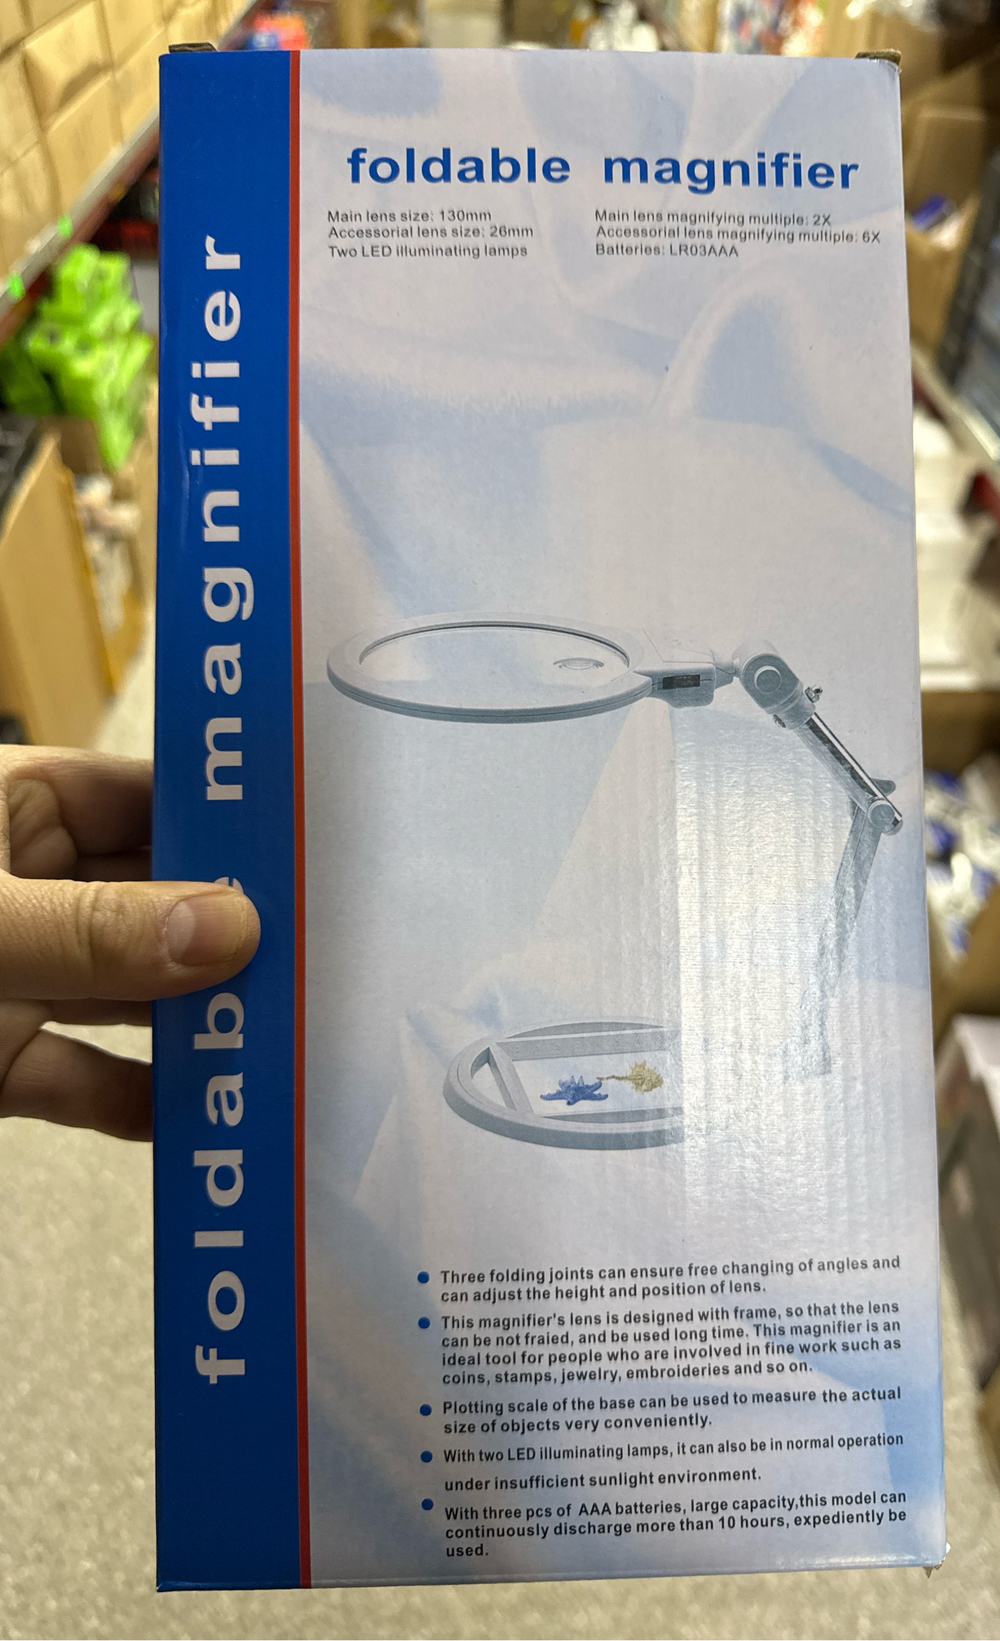 foldable magnifier
foldable magnifier
Main lens size: 130mm
Accessorial lens size: 26mm
Two LED illuminating lamps
Main lens magnifying multiple: 2X
Accessorial lens magnifying multiple: 6X
Batteries: LR03AAA
Three folding joints can ensure free changing of angles and
can adjust the height and position of lens.
This magnifier's lens is designed with frame, so that the lens
can be not fraied, and be used long time. This magnifier is an
ideal tool for people who are involved in fine work such as
coins, stamps, jewelry, embroideries and so on.
Plotting scale of the base can be used to measure the actual
size of objects very conveniently.
With two LED illuminating lamps, it can also be in normal operation
under insufficient sunlight environment.
With three pcs of AAA batteries, large capacity,this model can
continuously discharge more than 10 hours, expediently be
used.